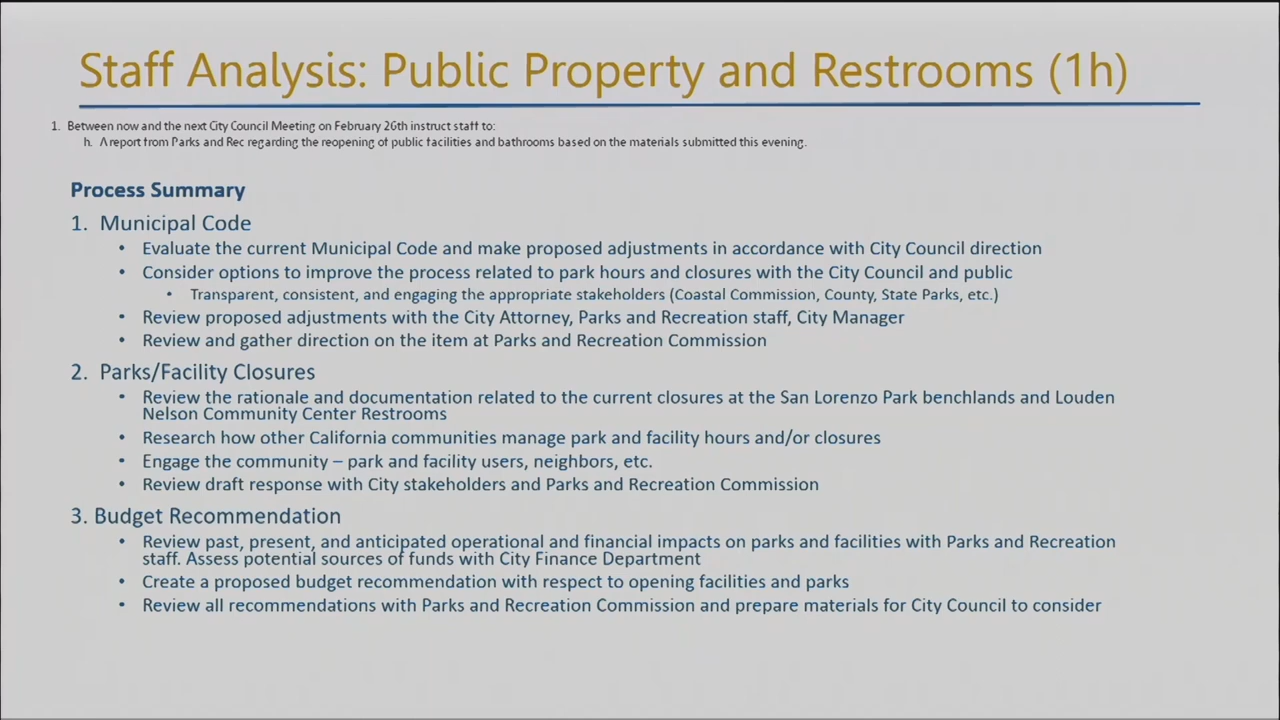 Staff Analysis: Public Property and Restrooms (1h)
1. Between now and the next City Council Meeting on February 26th instruct staff to:
h. A report from Parks and Rec regarding the reopening of public facilities and bathrooms based on the materials submitted this evening.
Process Summary
1. Municipal Code
• Evaluate the current Municipal Code and make proposed adjustments in accordance with City Council direction
• Consider options to improve the process related to park hours and closures with the City Council and public
• Transparent, consistent, and engaging the appropriate stakeholders (Coastal Commission, County, State Parks, etc.)
• Review proposed adjustments with the City Attorney, Parks and Recreation staff, City Manager
• Review and gather direction on the item at Parks and Recreation Commission
2. Parks/Facility Closures
• Review the rationale and documentation related to the current closures at the San Lorenzo Park benchlands and Louden
Nelson Community Center Restrooms
• Research how other California communities manage park and facility hours and/or closures
• Engage the community – park and facility users, neighbors, etc.
• Review draft response with City stakeholders and Parks and Recreation Commission
3. Budget Recommendation
• Review past, present, and anticipated operational and financial impacts on parks and facilities with Parks and Recreation
staff. Assess potential sources of funds with City Finance Department
• Create a proposed budget recommendation with respect to opening facilities and parks
• Review all recommendations with Parks and Recreation Commission and prepare materials for City Council to consider